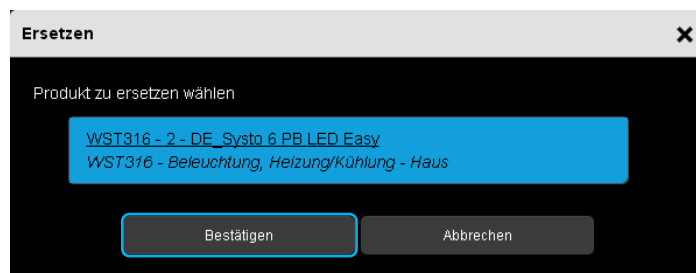 Ersetzen
Produkt zu ersetzen wählen
WST316 - 2 - DE_Systo 6 PB LED Easy
WST316 - Beleuchtung, Heizung/Kühlung - Haus
Bestätigen Abbrechen